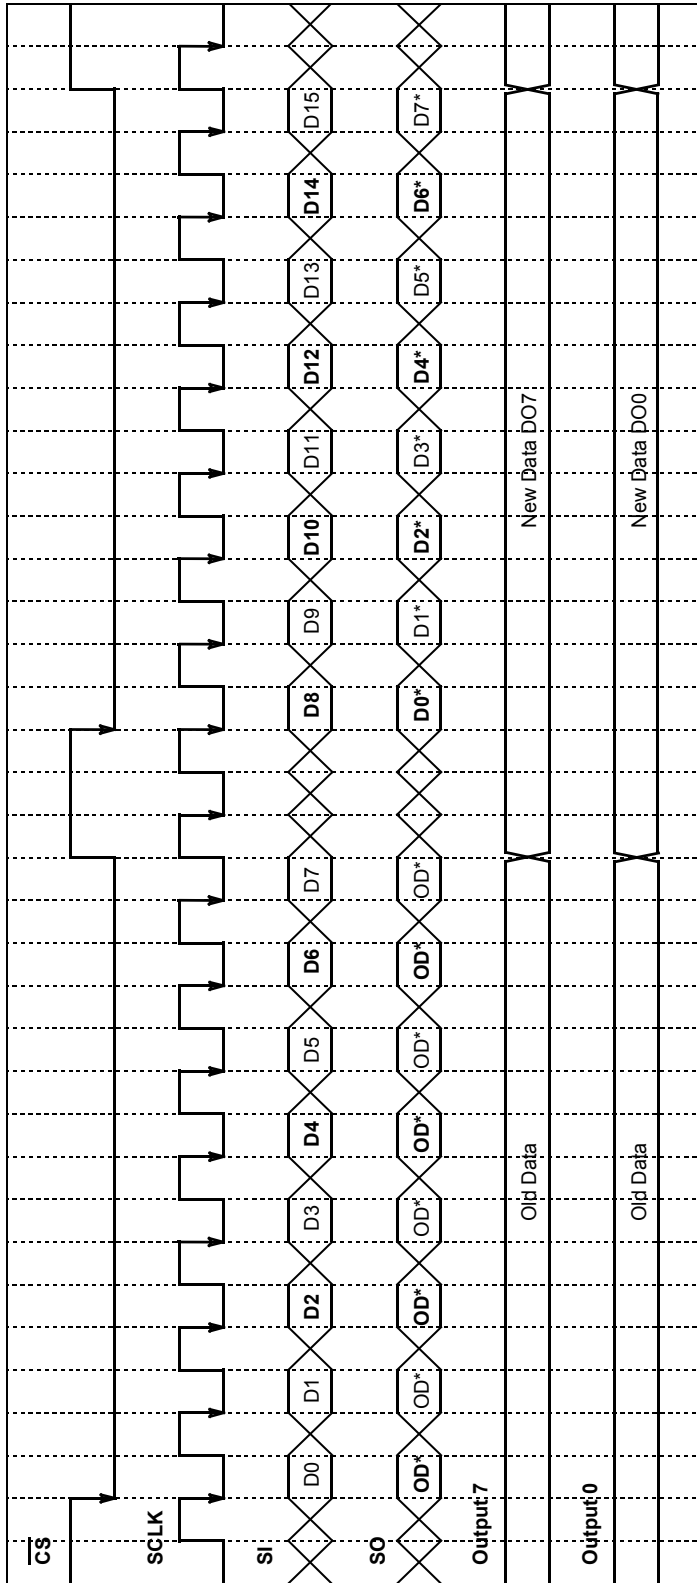 CS
SCLK
SI
D0 D1 D2 D3 D4 D5 D6 D7 D8 D9 D10 D11 D12 D13 D14 D15
SO
OD* OD* OD* OD* OD* OD* OD* OD* D0* D1* D2* D3* D4* D5* D6* D7*
Output 7
Old Data New Data DO7
Output 0
Old Data New Data DO0